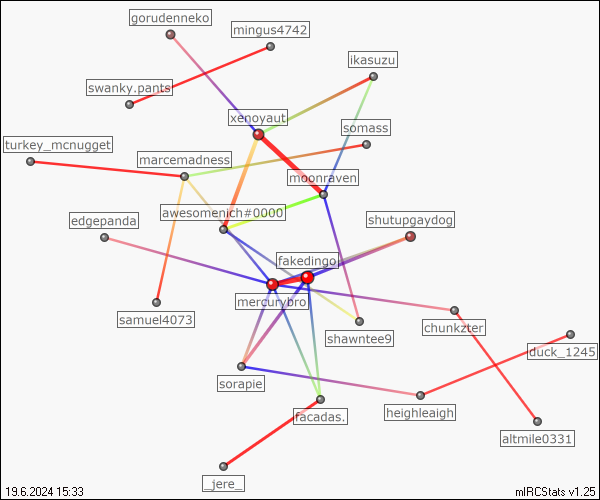 gorudenneko
mingus4742
ikasuzu
swanky.pants
xenoyaut
somass
turkey_mcnugget
marcemadness
moonraven
awesomenich#0000
edgepanda
shutupgaydog
fakedingo
mercurybro
samuel4073
chunkzter
shawntee9
duck_1245
sorapie
heighleaigh
facadas.
altmile0331
_jere_
19.6.2024 15:33
mIRCStats v1.25